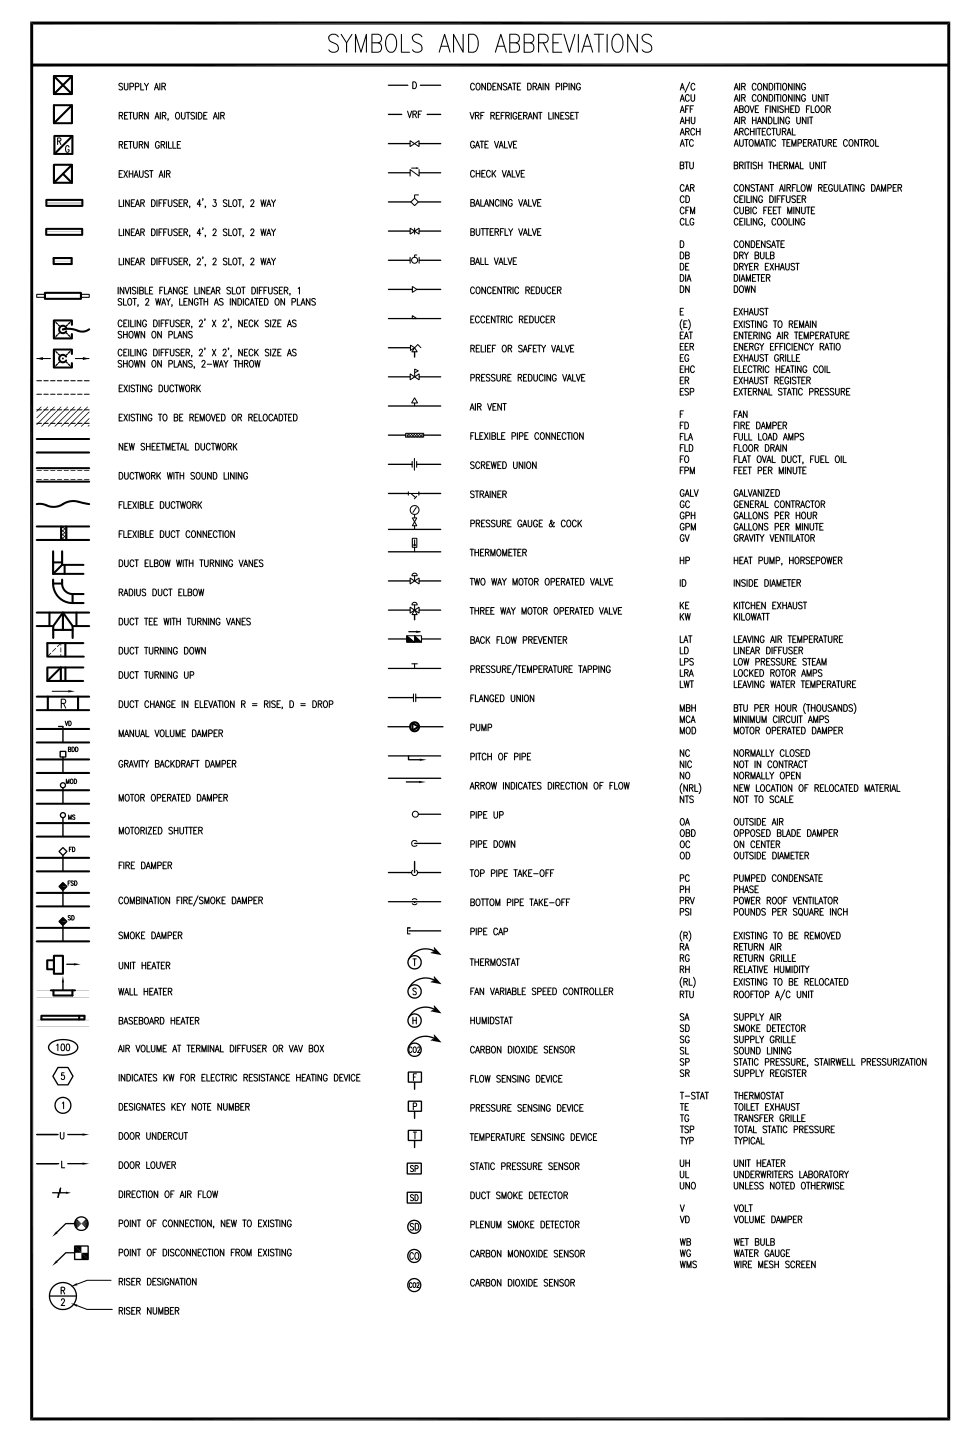 SYMBOLS AND ABBREVIATIONS
SUPPLY AIR
RETURN AIR, OUTSIDE AIR
R/G RETURN GRILLE
EXHAUST AIR
LINEAR DIFFUSER, 4', 3 SLOT, 2 WAY
LINEAR DIFFUSER, 4', 2 SLOT, 2 WAY
LINEAR DIFFUSER, 2', 2 SLOT, 2 WAY
INVISIBLE FLANGE LINEAR SLOT DIFFUSER, 1
SLOT, 2 WAY, LENGTH AS INDICATED ON PLANS
CEILING DIFFUSER, 2' X 2', NECK SIZE AS
SHOWN ON PLANS
CEILING DIFFUSER, 2' X 2', NECK SIZE AS
SHOWN ON PLANS, 2-WAY THROW
EXISTING DUCTWORK
EXISTING TO BE REMOVED OR RELOCADTED
NEW SHEETMETAL DUCTWORK
DUCTWORK WITH SOUND LINING
FLEXIBLE DUCTWORK
FLEXIBLE DUCT CONNECTION
DUCT ELBOW WITH TURNING VANES
RADIUS DUCT ELBOW
DUCT TEE WITH TURNING VANES
DUCT TURNING DOWN
DUCT TURNING UP
R DUCT CHANGE IN ELEVATION R = RISE, D = DROP
VD MANUAL VOLUME DAMPER
BDD GRAVITY BACKDRAFT DAMPER
MOD MOTOR OPERATED DAMPER
MS MOTORIZED SHUTTER
FD FIRE DAMPER
FSD COMBINATION FIRE/SMOKE DAMPER
SD SMOKE DAMPER
UNIT HEATER
WALL HEATER
BASEBOARD HEATER
100 AIR VOLUME AT TERMINAL DIFFUSER OR VAV BOX
5 INDICATES KW FOR ELECTRIC RESISTANCE HEATING DEVICE
1 DESIGNATES KEY NOTE NUMBER
U DOOR UNDERCUT
L DOOR LOUVER
DIRECTION OF AIR FLOW
POINT OF CONNECTION, NEW TO EXISTING
POINT OF DISCONNECTION FROM EXISTING
R RISER DESIGNATION
2 RISER NUMBER
D CONDENSATE DRAIN PIPING
VRF VRF REFRIGERANT LINESET
GATE VALVE
CHECK VALVE
BALANCING VALVE
BUTTERFLY VALVE
BALL VALVE
CONCENTRIC REDUCER
ECCENTRIC REDUCER
RELIEF OR SAFETY VALVE
PRESSURE REDUCING VALVE
AIR VENT
FLEXIBLE PIPE CONNECTION
SCREWED UNION
STRAINER
PRESSURE GAUGE & COCK
THERMOMETER
TWO WAY MOTOR OPERATED VALVE
THREE WAY MOTOR OPERATED VALVE
BACK FLOW PREVENTER
PRESSURE/TEMPERATURE TAPPING
FLANGED UNION
PUMP
PITCH OF PIPE
ARROW INDICATES DIRECTION OF FLOW
PIPE UP
PIPE DOWN
TOP PIPE TAKE-OFF
BOTTOM PIPE TAKE-OFF
PIPE CAP
T THERMOSTAT
S FAN VARIABLE SPEED CONTROLLER
H HUMIDSTAT
CO2 CARBON DIOXIDE SENSOR
F FLOW SENSING DEVICE
P PRESSURE SENSING DEVICE
T TEMPERATURE SENSING DEVICE
SP STATIC PRESSURE SENSOR
SD DUCT SMOKE DETECTOR
SD PLENUM SMOKE DETECTOR
CO CARBON MONOXIDE SENSOR
CO2 CARBON DIOXIDE SENSOR
A/C AIR CONDITIONING
ACU AIR CONDITIONING UNIT
AFF ABOVE FINISHED FLOOR
AHU AIR HANDLING UNIT
ARCH ARCHITECTURAL
ATC AUTOMATIC TEMPERATURE CONTROL
BTU BRITISH THERMAL UNIT
CAR CONSTANT AIRFLOW REGULATING DAMPER
CD CEILING DIFFUSER
CFM CUBIC FEET MINUTE
CLG CEILING, COOLING
D CONDENSATE
DB DRY BULB
DE DRYER EXHAUST
DIA DIAMETER
DN DOWN
E EXHAUST
(E) EXISTING TO REMAIN
EAT ENTERING AIR TEMPERATURE
EER ENERGY EFFICIENCY RATIO
EG EXHAUST GRILLE
EHC ELECTRIC HEATING COIL
ER EXHAUST REGISTER
ESP EXTERNAL STATIC PRESSURE
F FAN
FD FIRE DAMPER
FLA FULL LOAD AMPS
FLD FLOOR DRAIN
FO FLAT OVAL DUCT, FUEL OIL
FPM FEET PER MINUTE
GALV GALVANIZED
GC GENERAL CONTRACTOR
GPH GALLONS PER HOUR
GPM GALLONS PER MINUTE
GV GRAVITY VENTILATOR
HP HEAT PUMP, HORSEPOWER
ID INSIDE DIAMETER
KE KITCHEN EXHAUST
KW KILOWATT
LAT LEAVING AIR TEMPERATURE
LD LINEAR DIFFUSER
LPS LOW PRESSURE STEAM
LRA LOCKED ROTOR AMPS
LWT LEAVING WATER TEMPERATURE
MBH BTU PER HOUR (THOUSANDS)
MCA MINIMUM CIRCUIT AMPS
MOD MOTOR OPERATED DAMPER
NC NORMALLY CLOSED
NIC NOT IN CONTRACT
NO NORMALLY OPEN
(NRL) NEW LOCATION OF RELOCATED MATERIAL
NTS NOT TO SCALE
OA OUTSIDE AIR
OBD OPPOSED BLADE DAMPER
OC ON CENTER
OD OUTSIDE DIAMETER
PC PUMPED CONDENSATE
PH PHASE
PRV POWER ROOF VENTILATOR
PSI POUNDS PER SQUARE INCH
(R) EXISTING TO BE REMOVED
RA RETURN AIR
RG RETURN GRILLE
RH RELATIVE HUMIDITY
(RL) EXISTING TO BE RELOCATED
RTU ROOFTOP A/C UNIT
SA SUPPLY AIR
SD SMOKE DETECTOR
SG SUPPLY GRILLE
SL SOUND LINING
SP STATIC PRESSURE, STAIRWELL PRESSURIZATION
SR SUPPLY REGISTER
T-STAT THERMOSTAT
TE TOILET EXHAUST
TG TRANSFER GRILLE
TSP TOTAL STATIC PRESSURE
TYP TYPICAL
UH UNIT HEATER
UL UNDERWRITERS LABORATORY
UNO UNLESS NOTED OTHERWISE
V VOLT
VD VOLUME DAMPER
WB WET BULB
WG WATER GAUGE
WMS WIRE MESH SCREEN